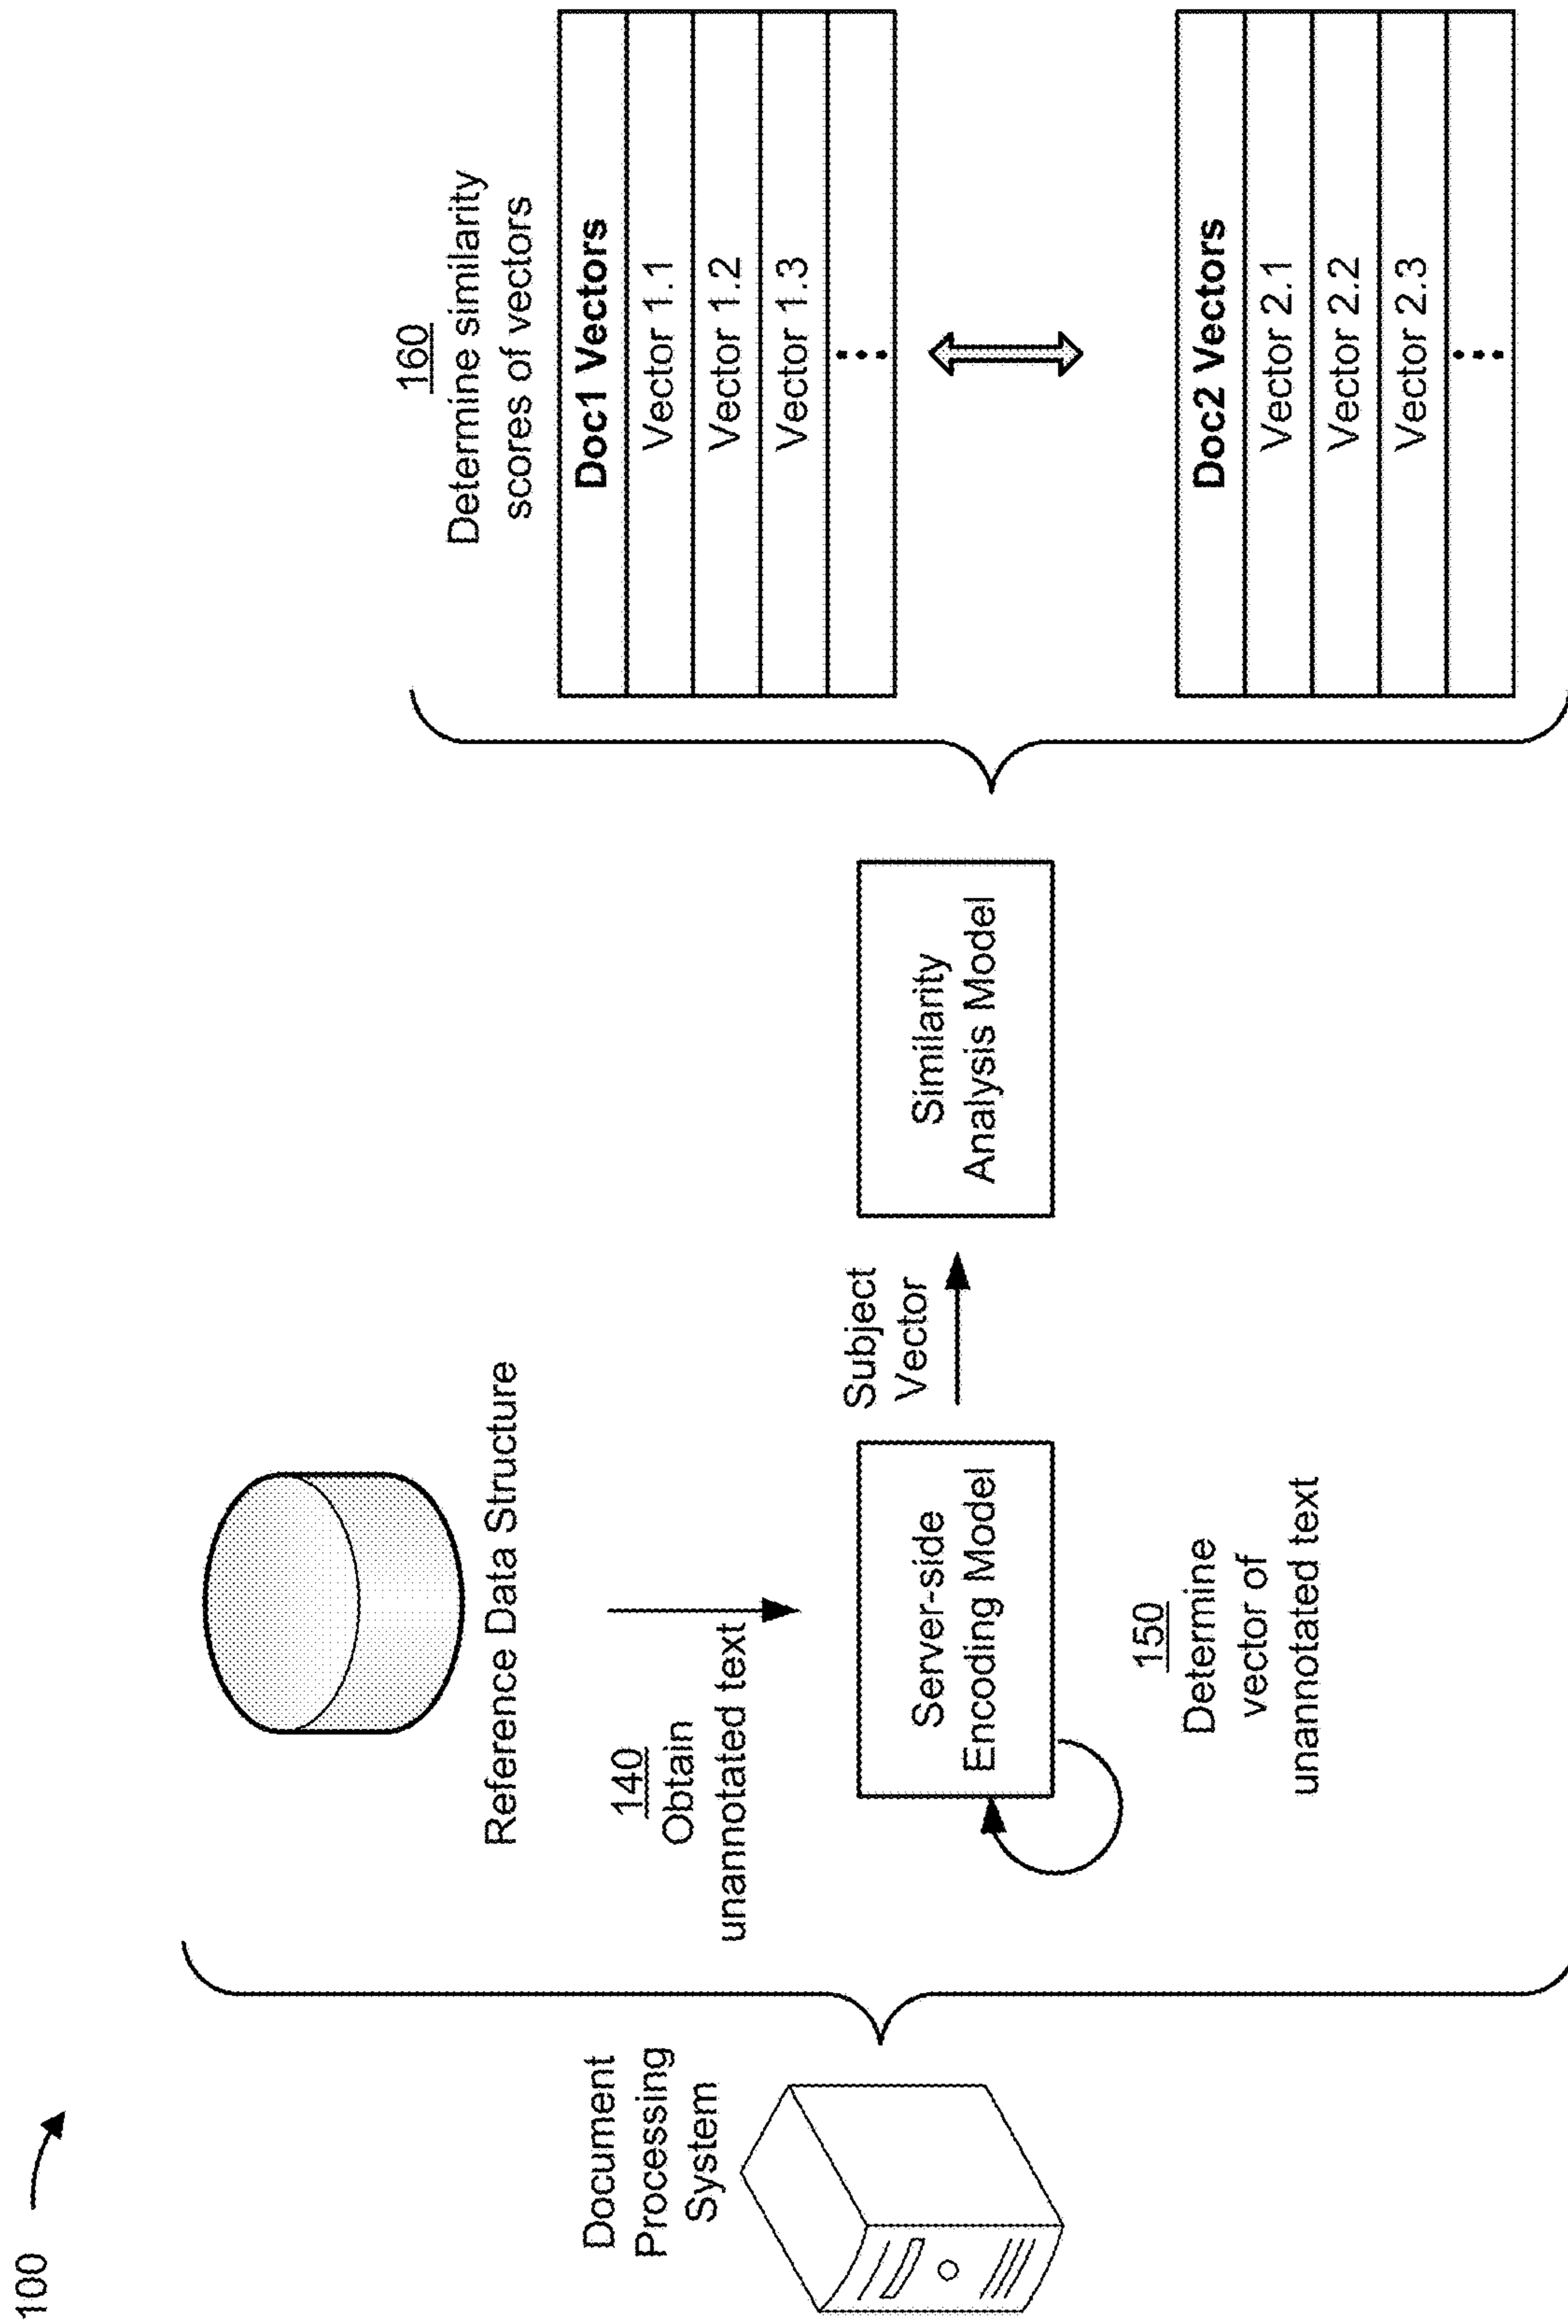 100
Document
Processing
System
Reference Data Structure
140
Obtain
unannotated text
Server-side
Encoding Model
150
Determine
vector of
unannotated text
Subject
Vector
Similarity
Analysis Model
160
Determine similarity
scores of vectors
Doc1 Vectors
Vector 1.1
Vector 1.2
Vector 1.3
Doc2 Vectors
Vector 2.1
Vector 2.2
Vector 2.3